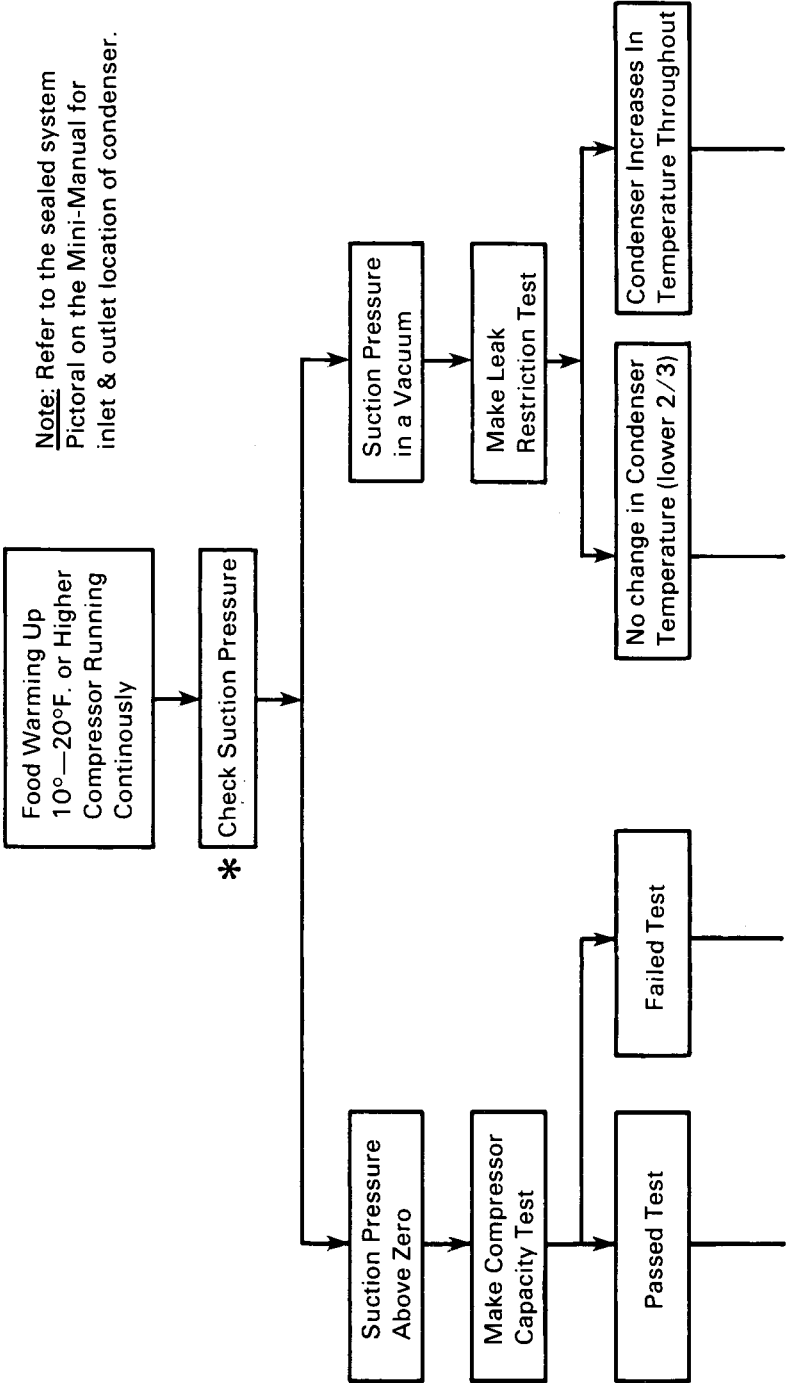 Food Warming Up
10°—20°F. or Higher
Compressor Running
Continously
Note: Refer to the sealed system
Pictoral on the Mini-Manual for
inlet & outlet location of condenser.
* Check Suction Pressure
Suction Pressure
Above Zero
Suction Pressure
in a Vacuum
Make Compressor
Capacity Test
Make Leak
Restriction Test
Passed Test
Failed Test
No change in Condenser
Temperature (lower 2/3)
Condenser Increases In
Temperature Throughout